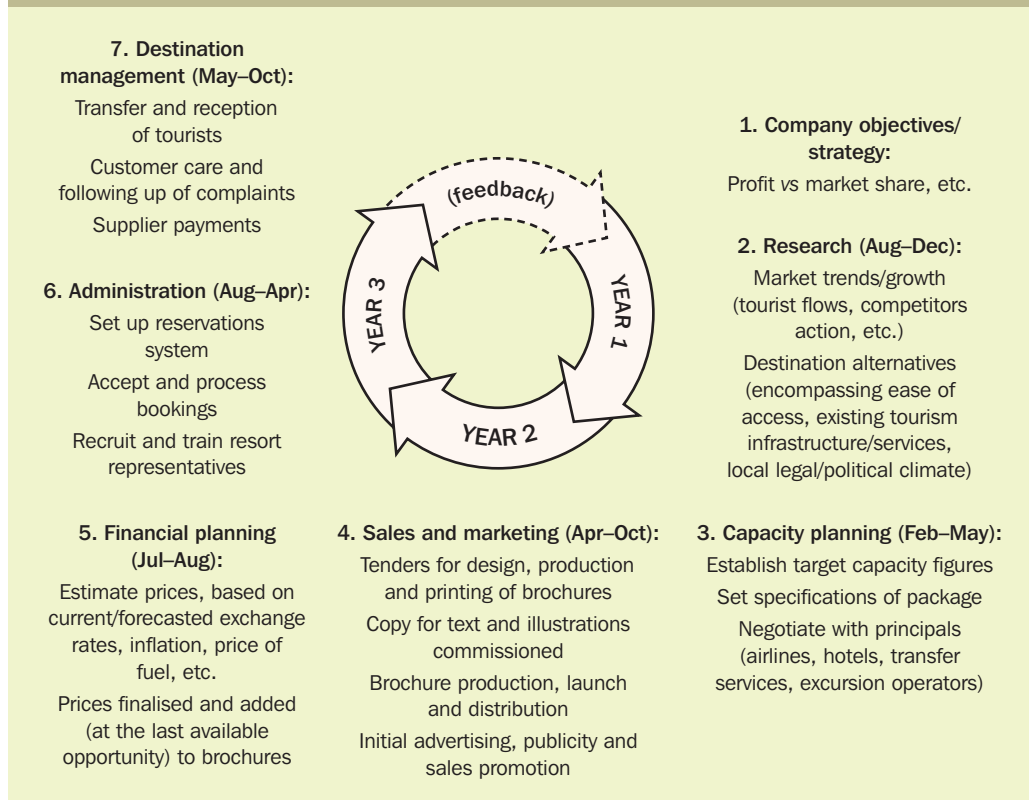 7. Destination
management (May–Oct):
Transfer and reception
of tourists
Customer care and
following up of complaints
Supplier payments
6. Administration (Aug–Apr):
Set up reservations
system
Accept and process
bookings
Recruit and train resort
representatives
5. Financial planning
(Jul–Aug):
Estimate prices, based on
current/forecasted exchange
rates, inflation, price of
fuel, etc.
Prices finalised and added
(at the last available
opportunity) to brochures
(feedback)
YEAR 1
YEAR 2
YEAR 3
4. Sales and marketing (Apr–Oct):
Tenders for design, production
and printing of brochures
Copy for text and illustrations
commissioned
Brochure production, launch
and distribution
Initial advertising, publicity and
sales promotion
1. Company objectives/
strategy:
Profit vs market share, etc.
2. Research (Aug–Dec):
Market trends/growth
(tourist flows, competitors
action, etc.)
Destination alternatives
(encompassing ease of
access, existing tourism
infrastructure/services,
local legal/political climate)
3. Capacity planning (Feb–May):
Establish target capacity figures
Set specifications of package
Negotiate with principals
(airlines, hotels, transfer
services, excursion operators)